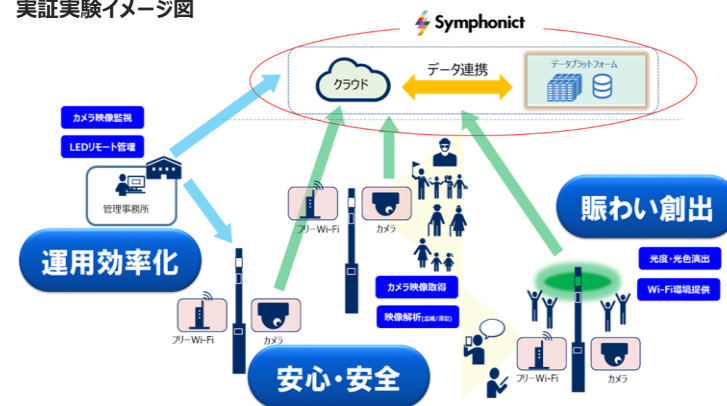 実証実験イメージ図
Symphonict
クラウド
データ連携
データプラットフォーム
カメラ映像監視
LEDリモート管理
管理事務所
運用効率化
フリーWi-Fi
カメラ
フリーWi-Fi
カメラ
カメラ映像取得
映像解析(混雑/滞留)
安心・安全
賑わい創出
光度・光色演出
Wi-Fi環境提供
フリーWi-Fi
カメラ